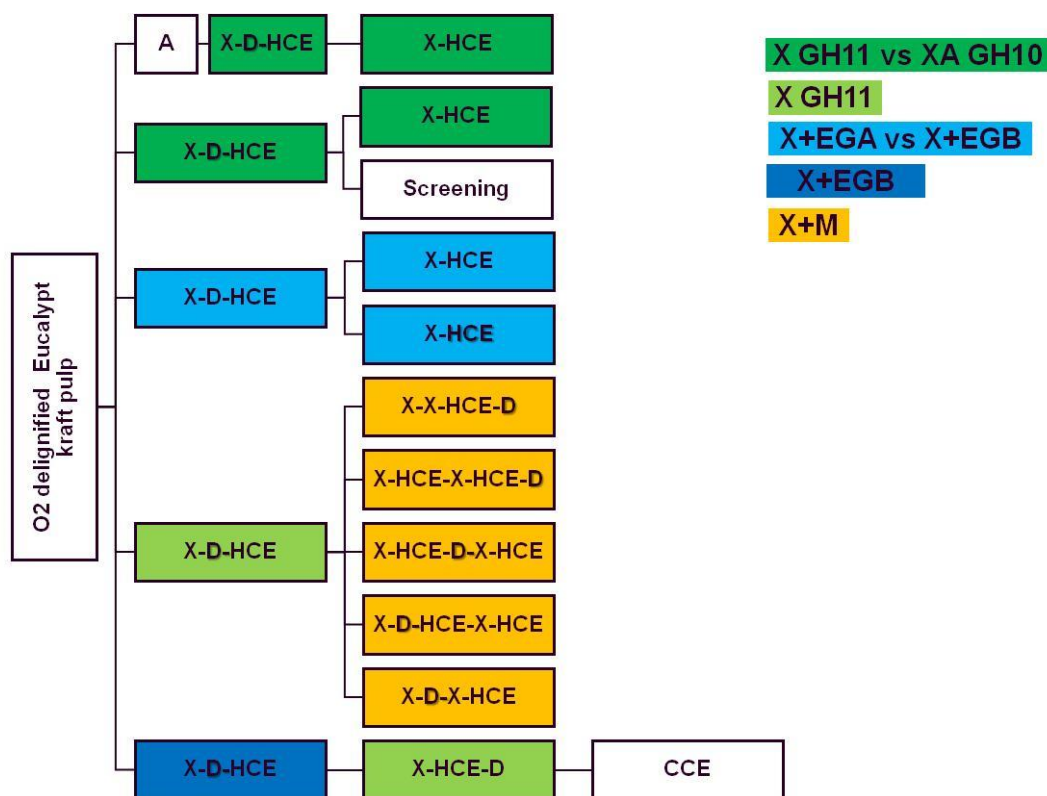 O2 delignified Eucalypt
kraft pulp
A
X-D-HCE
X-HCE
X-D-HCE
X-HCE
Screening
X-D-HCE
X-HCE
X-HCE
X-D-HCE
X-X-HCE-D
X-HCE-X-HCE-D
X-HCE-D-X-HCE
X-D-HCE-X-HCE
X-D-X-HCE
X-D-HCE
X-HCE-D
CCE
X GH11 vs XA GH10
X GH11
X+EGA vs X+EGB
X+EGB
X+M